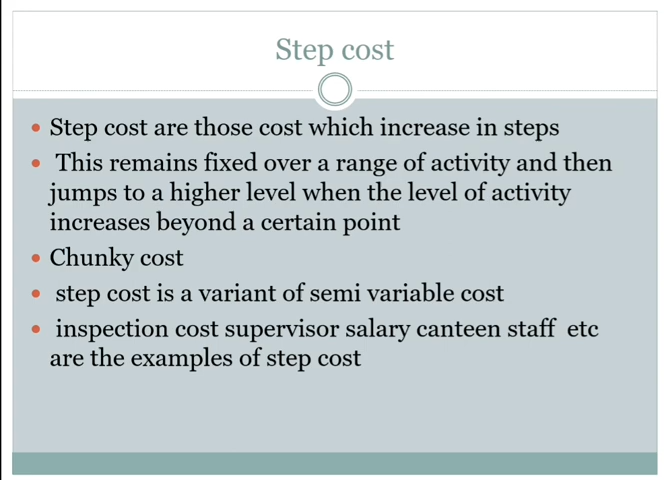 Step cost
Step cost are those cost which increase in steps
This remains fixed over a range of activity and then
jumps to a higher level when the level of activity
increases beyond a certain point
Chunky cost
step cost is a variant of semi variable cost
inspection cost supervisor salary canteen staff etc
are the examples of step cost